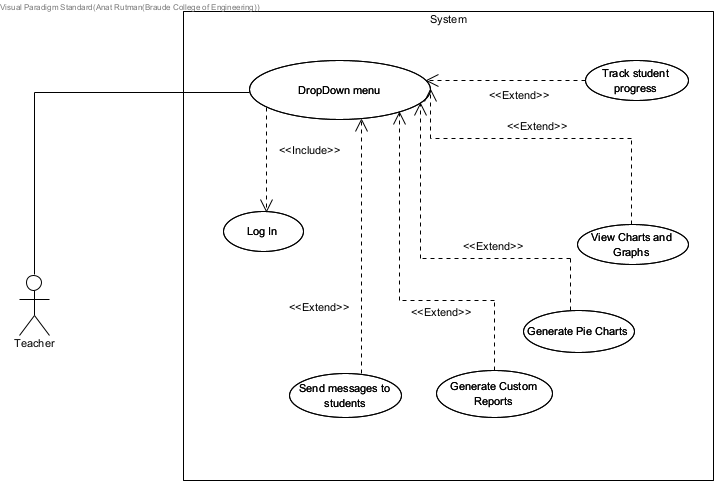 Visual Paradigm Standard(Anat Rutman(Braude College of Engineering))
System
DropDown menu
Track student
progress
<<Extend>>
<<Extend>>
<<Include>>
Log In
View Charts and
Graphs
<<Extend>>
<<Extend>>
<<Extend>>
Generate Pie Charts
Teacher
Send messages to
students
Generate Custom
Reports